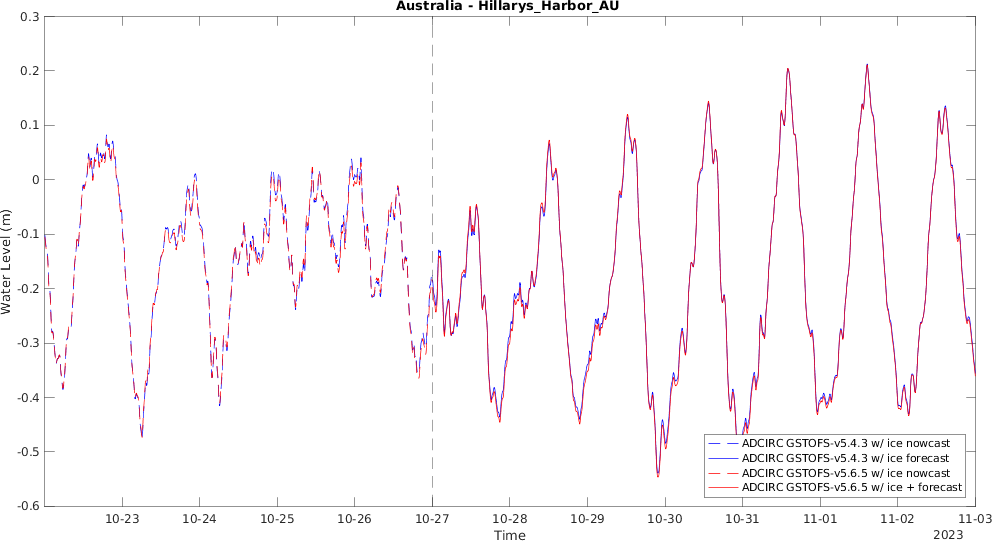 Australia - Hillarys_Harbor_AU
0.3
0.2
0.1
0
-0.1
-0.2
-0.3
-0.4
-0.5
-0.6
Water Level (m)
ADCIRC GSTOFS-v5.4.3 w/ ice nowcast
ADCIRC GSTOFS-v5.4.3 w/ ice forecast
ADCIRC GSTOFS-v5.6.5 w/ ice nowcast
ADCIRC GSTOFS-v5.6.5 w/ ice + forecast
10-23 10-24 10-25 10-26 10-27 10-28 10-29 10-30 10-31 11-01 11-02 11-03
Time
2023